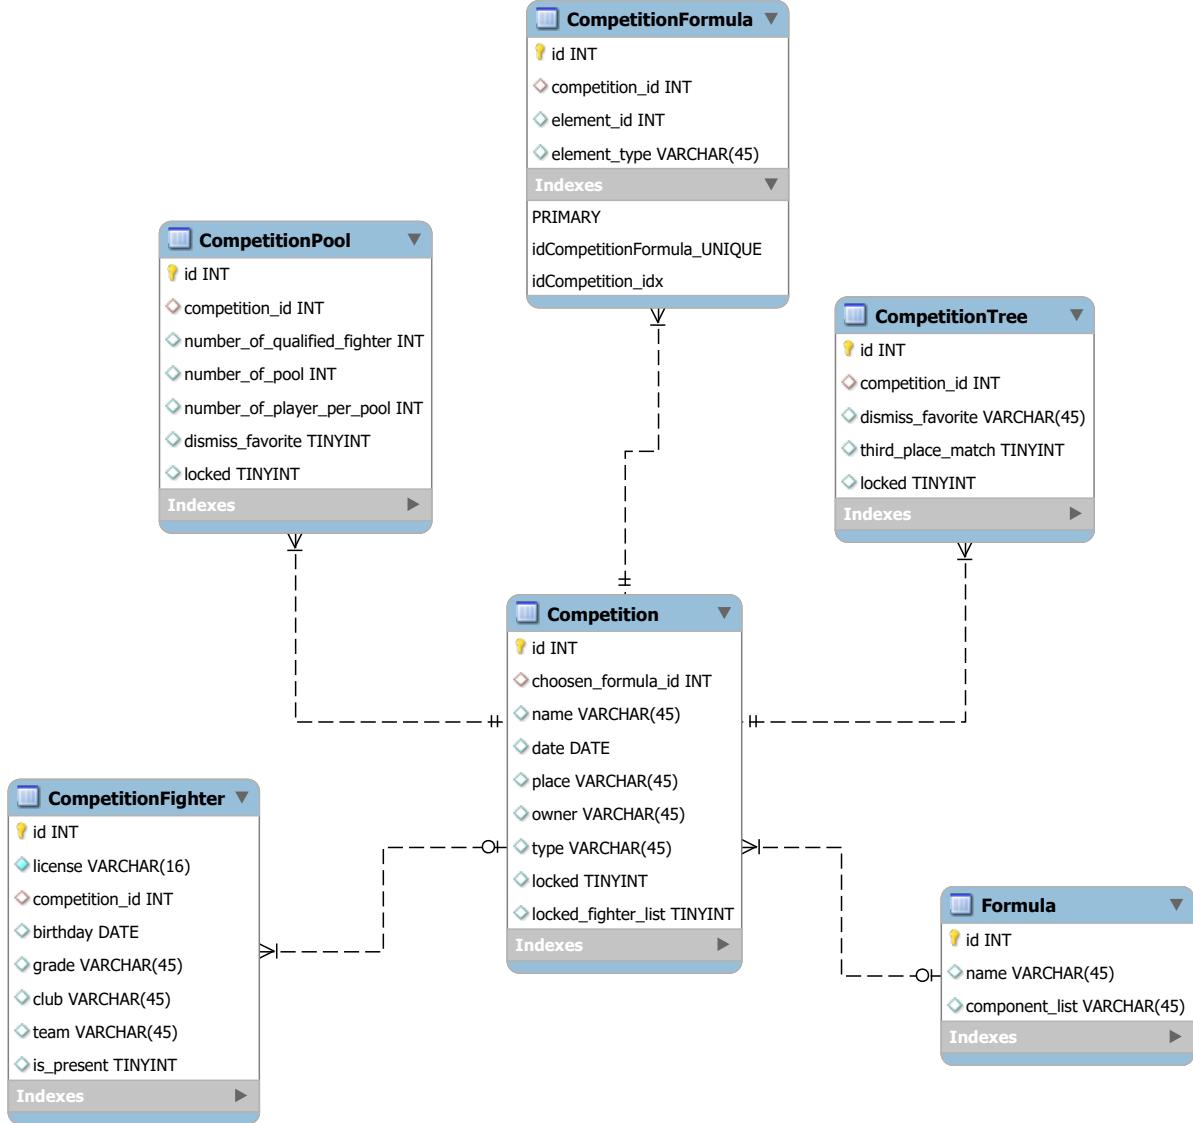 CompetitionFormula
id INT
competition_id INT
element_id INT
element_type VARCHAR(45)
Indexes
PRIMARY
idCompetitionFormula_UNIQUE
idCompetition_idx
CompetitionPool
id INT
competition_id INT
number_of_qualified_fighter INT
number_of_pool INT
number_of_player_per_pool INT
dismiss_favorite TINYINT
locked TINYINT
Indexes
CompetitionTree
id INT
competition_id INT
dismiss_favorite VARCHAR(45)
third_place_match TINYINT
locked TINYINT
Indexes
Competition
id INT
choosen_formula_id INT
name VARCHAR(45)
date DATE
place VARCHAR(45)
owner VARCHAR(45)
type VARCHAR(45)
locked TINYINT
locked_fighter_list TINYINT
Indexes
CompetitionFighter
id INT
license VARCHAR(16)
competition_id INT
birthday DATE
grade VARCHAR(45)
club VARCHAR(45)
team VARCHAR(45)
is_present TINYINT
Indexes
Formula
id INT
name VARCHAR(45)
component_list VARCHAR(45)
Indexes